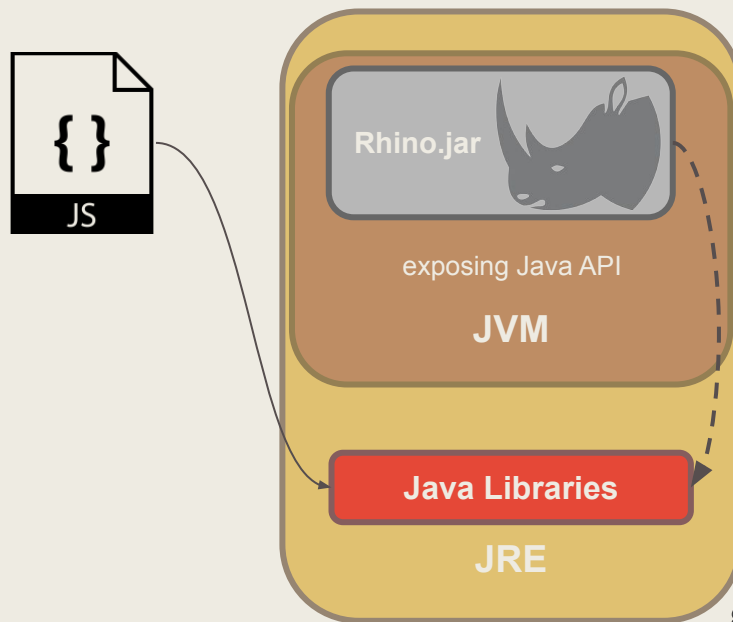 { }
JS
Rhino.jar
exposing Java API
JVM
Java Libraries
JRE